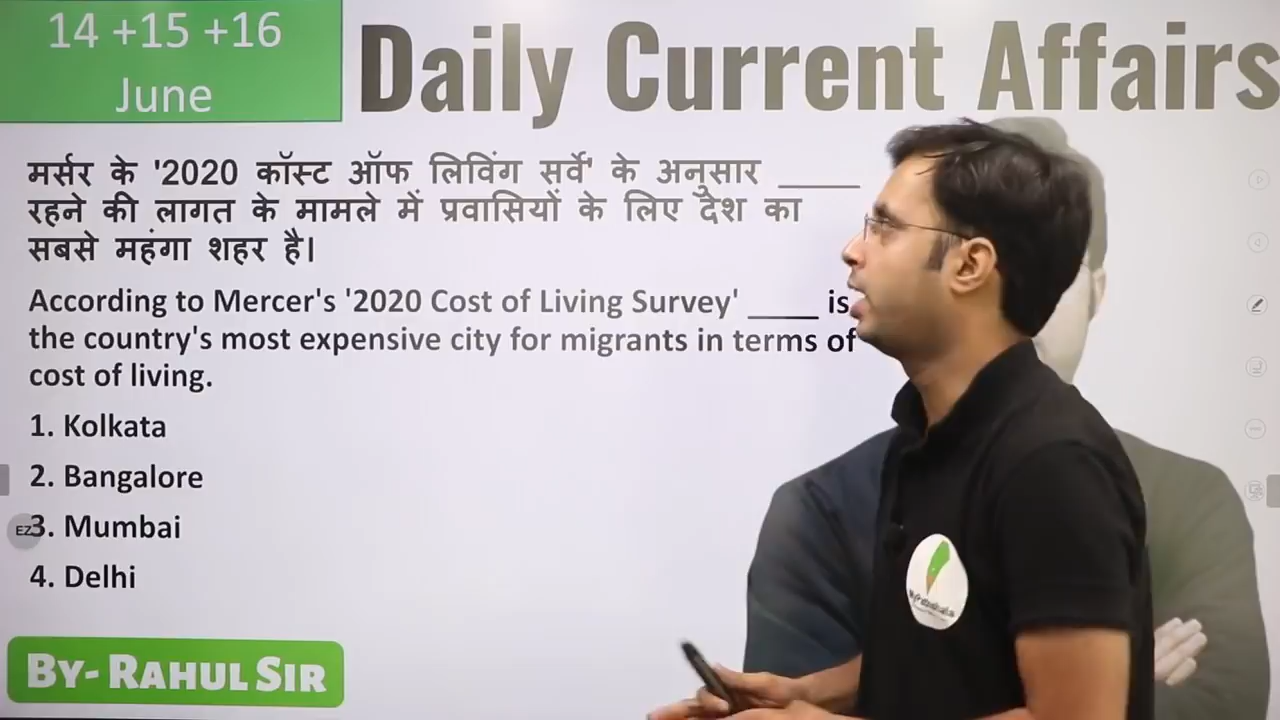 14 +15 +16
June
Daily Current Affairs
मर्सर के '2020 कॉस्ट ऑफ लिविंग सर्वे' के अनुसार _____
रहने की लागत के मामले में प्रवासियों के लिए देश का
सबसे महंगा शहर है।
According to Mercer's '2020 Cost of Living Survey' _____ is
the country's most expensive city for migrants in terms of
cost of living.
1. Kolkata
2. Bangalore
3. Mumbai
4. Delhi
EZ
BY- RAHUL SIR